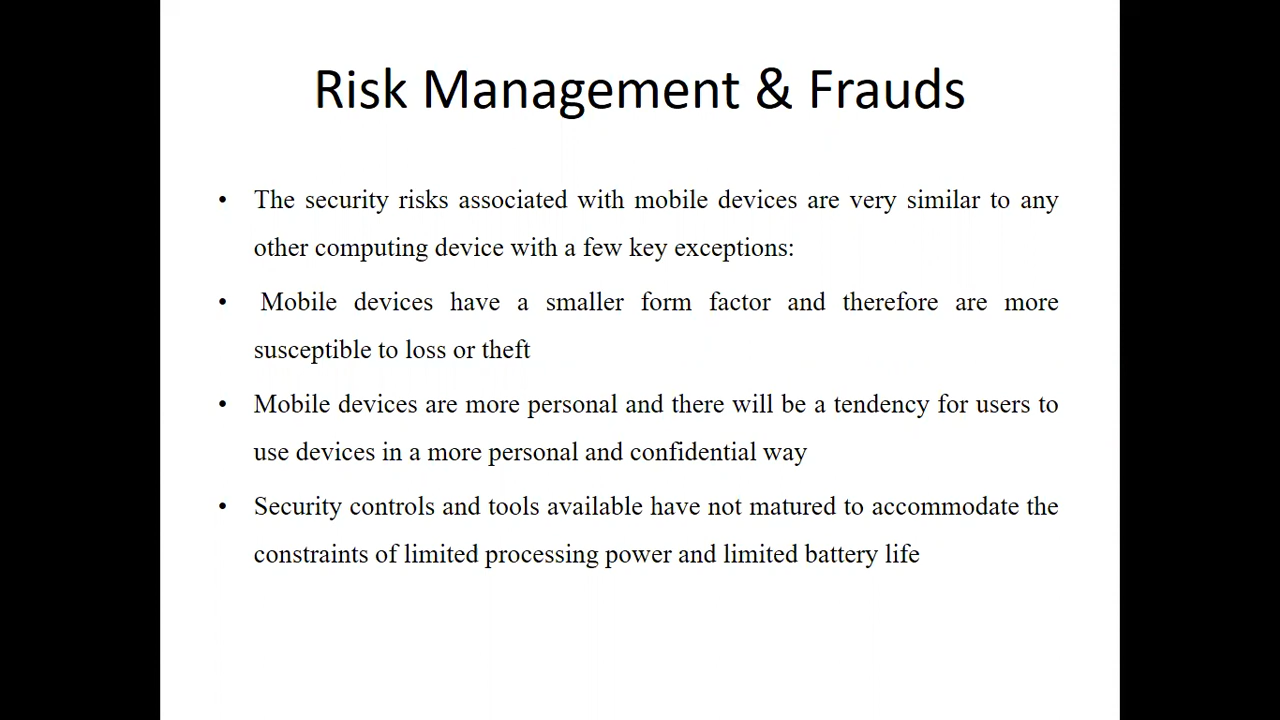 Risk Management & Frauds
• The security risks associated with mobile devices are very similar to any
other computing device with a few key exceptions:
• Mobile devices have a smaller form factor and therefore are more
susceptible to loss or theft
• Mobile devices are more personal and there will be a tendency for users to
use devices in a more personal and confidential way
• Security controls and tools available have not matured to accommodate the
constraints of limited processing power and limited battery life